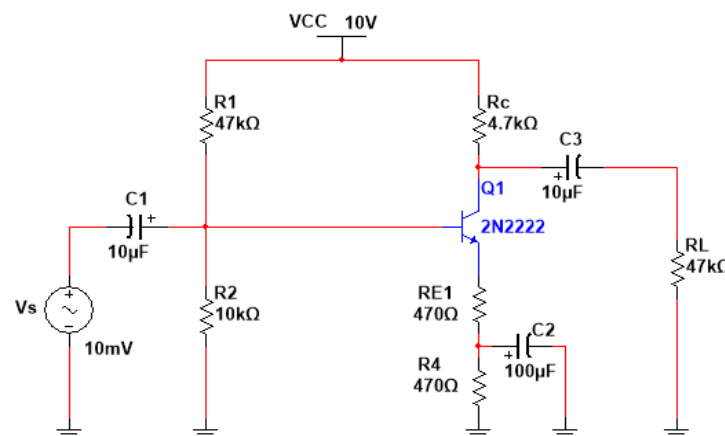 VCC 10V
R1
47kΩ
Rc
4.7kΩ
C3
+
10µF
Q1
2N2222
C1
+
10µF
RL
47kΩ
Vs
+
10mV
R2
10kΩ
RE1
470Ω
C2
+
100µF
R4
470Ω